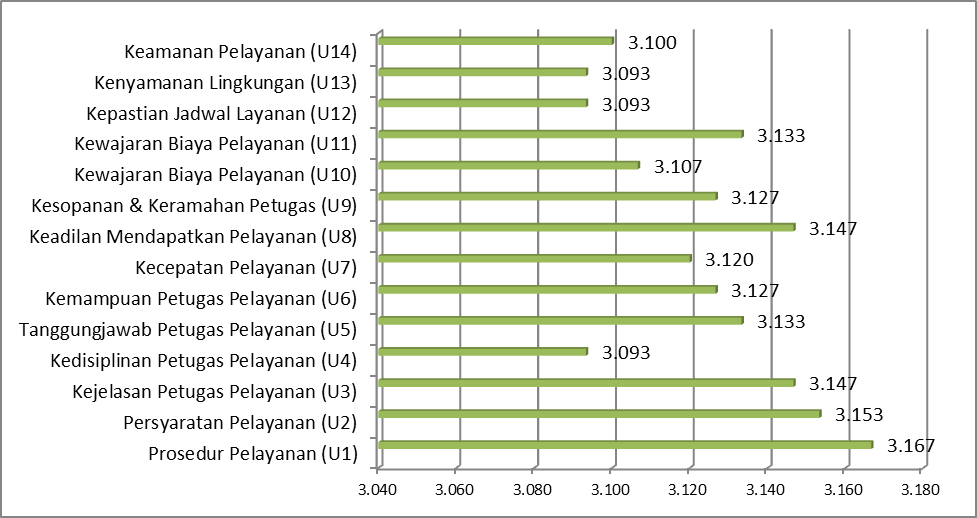 Keamanan Pelayanan (U14) 3.100
Kenyamanan Lingkungan (U13) 3.093
Kepastian Jadwal Layanan (U12) 3.093
Kewajaran Biaya Pelayanan (U11) 3.133
Kewajaran Biaya Pelayanan (U10) 3.107
Kesopanan & Keramahan Petugas (U9) 3.127
Keadilan Mendapatkan Pelayanan (U8) 3.147
Kecepatan Pelayanan (U7) 3.120
Kemampuan Petugas Pelayanan (U6) 3.127
Tanggungjawab Petugas Pelayanan (U5) 3.133
Kedisiplinan Petugas Pelayanan (U4) 3.093
Kejelasan Petugas Pelayanan (U3) 3.147
Persyaratan Pelayanan (U2) 3.153
Prosedur Pelayanan (U1) 3.167
3.040 3.060 3.080 3.100 3.120 3.140 3.160 3.180